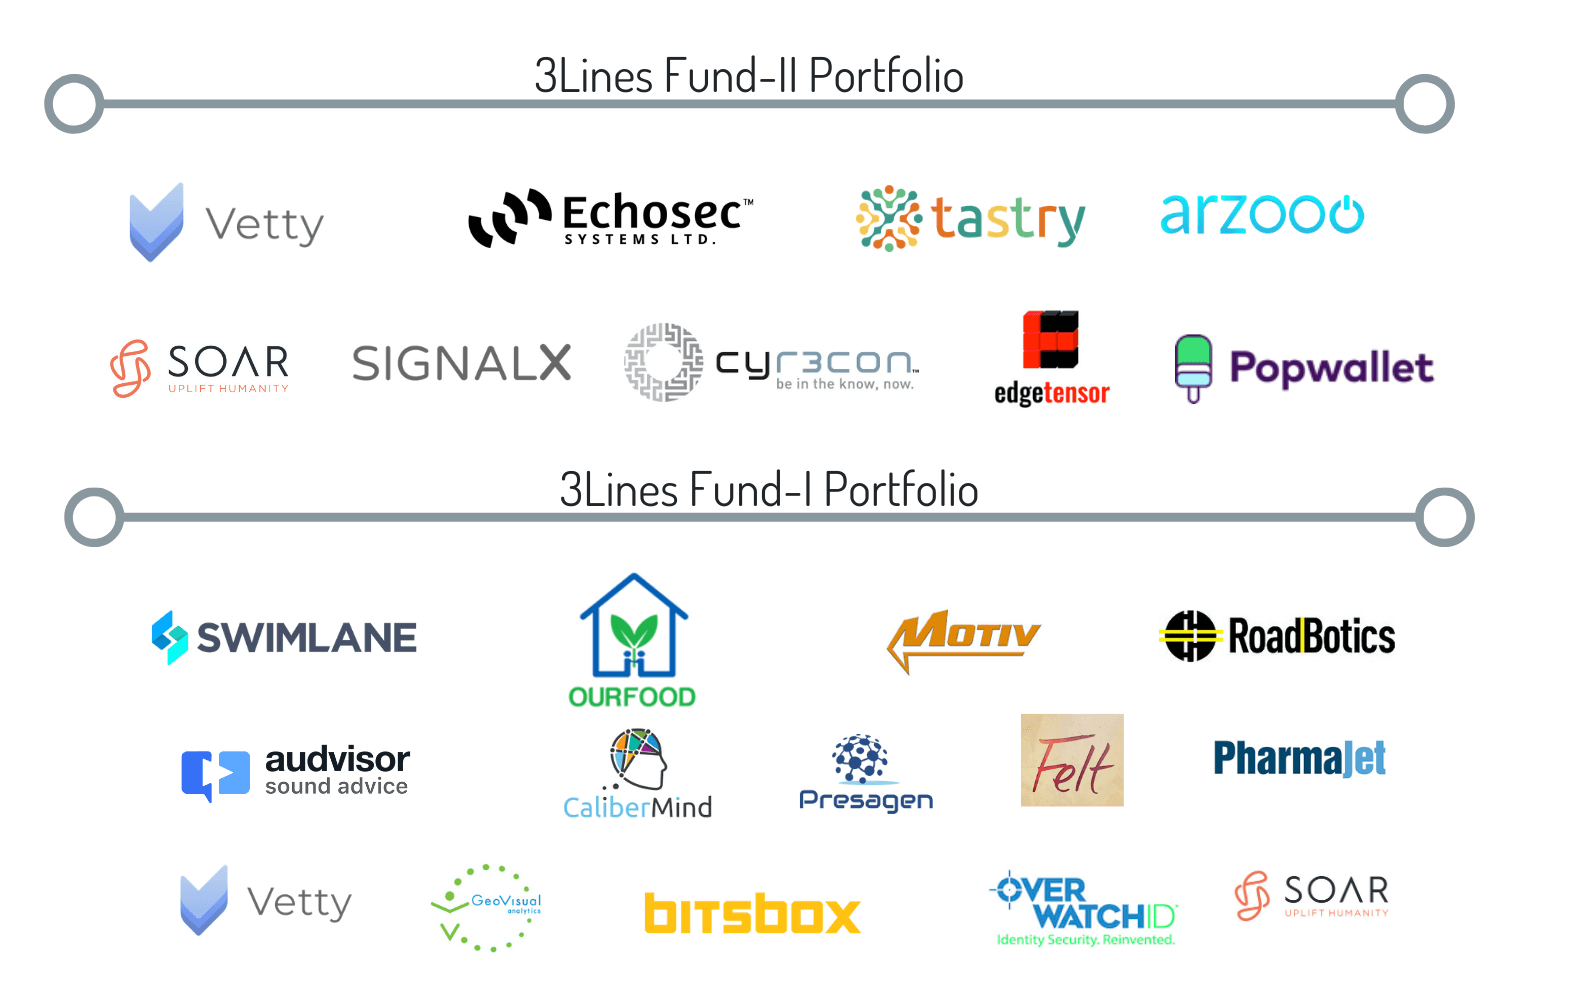 3Lines Fund-II Portfolio
Vetty
Echosec™
SYSTEMS LTD.
tastry
arzooo
SOAR
UPLIFT HUMANITY
SIGNALX
cyr3con™
be in the know, now.
edgetensor
Popwallet
3Lines Fund-I Portfolio
SWIMLANE
OURFOOD
MOTIV
RoadBotics
audvisor
sound advice
CaliberMind
Presagen
Felt
PharmaJet
Vetty
GeoVisual
analytics
bitsbox
OVER
WATCHID
Identity Security. Reinvented.
SOAR
UPLIFT HUMANITY